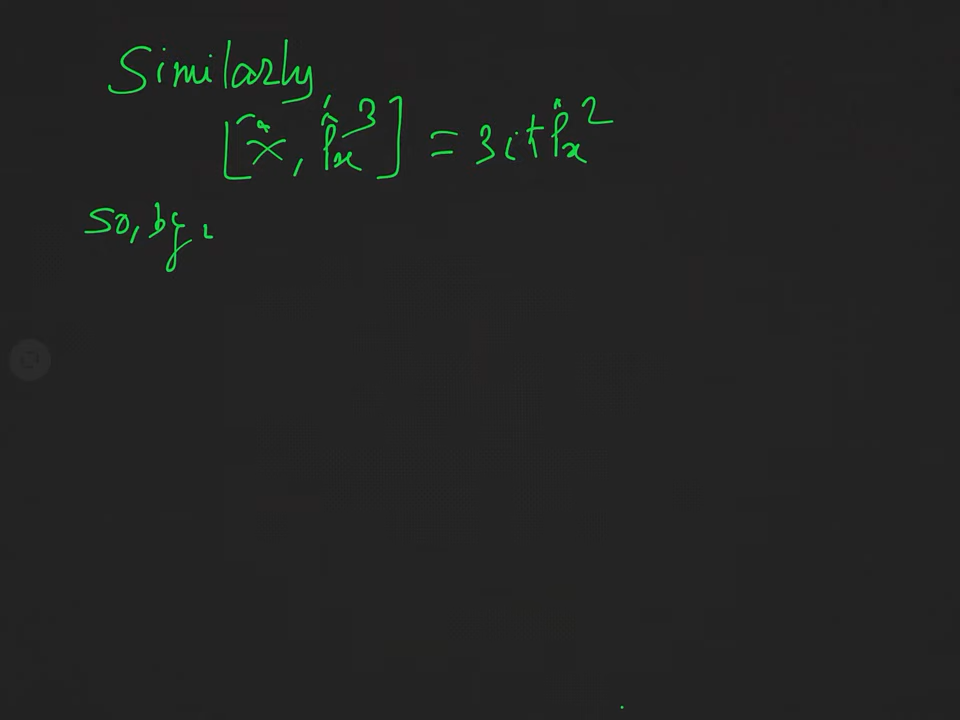 Similarly
[x̂, p̂ₓ³] = 3iħp̂ₓ²
so, by